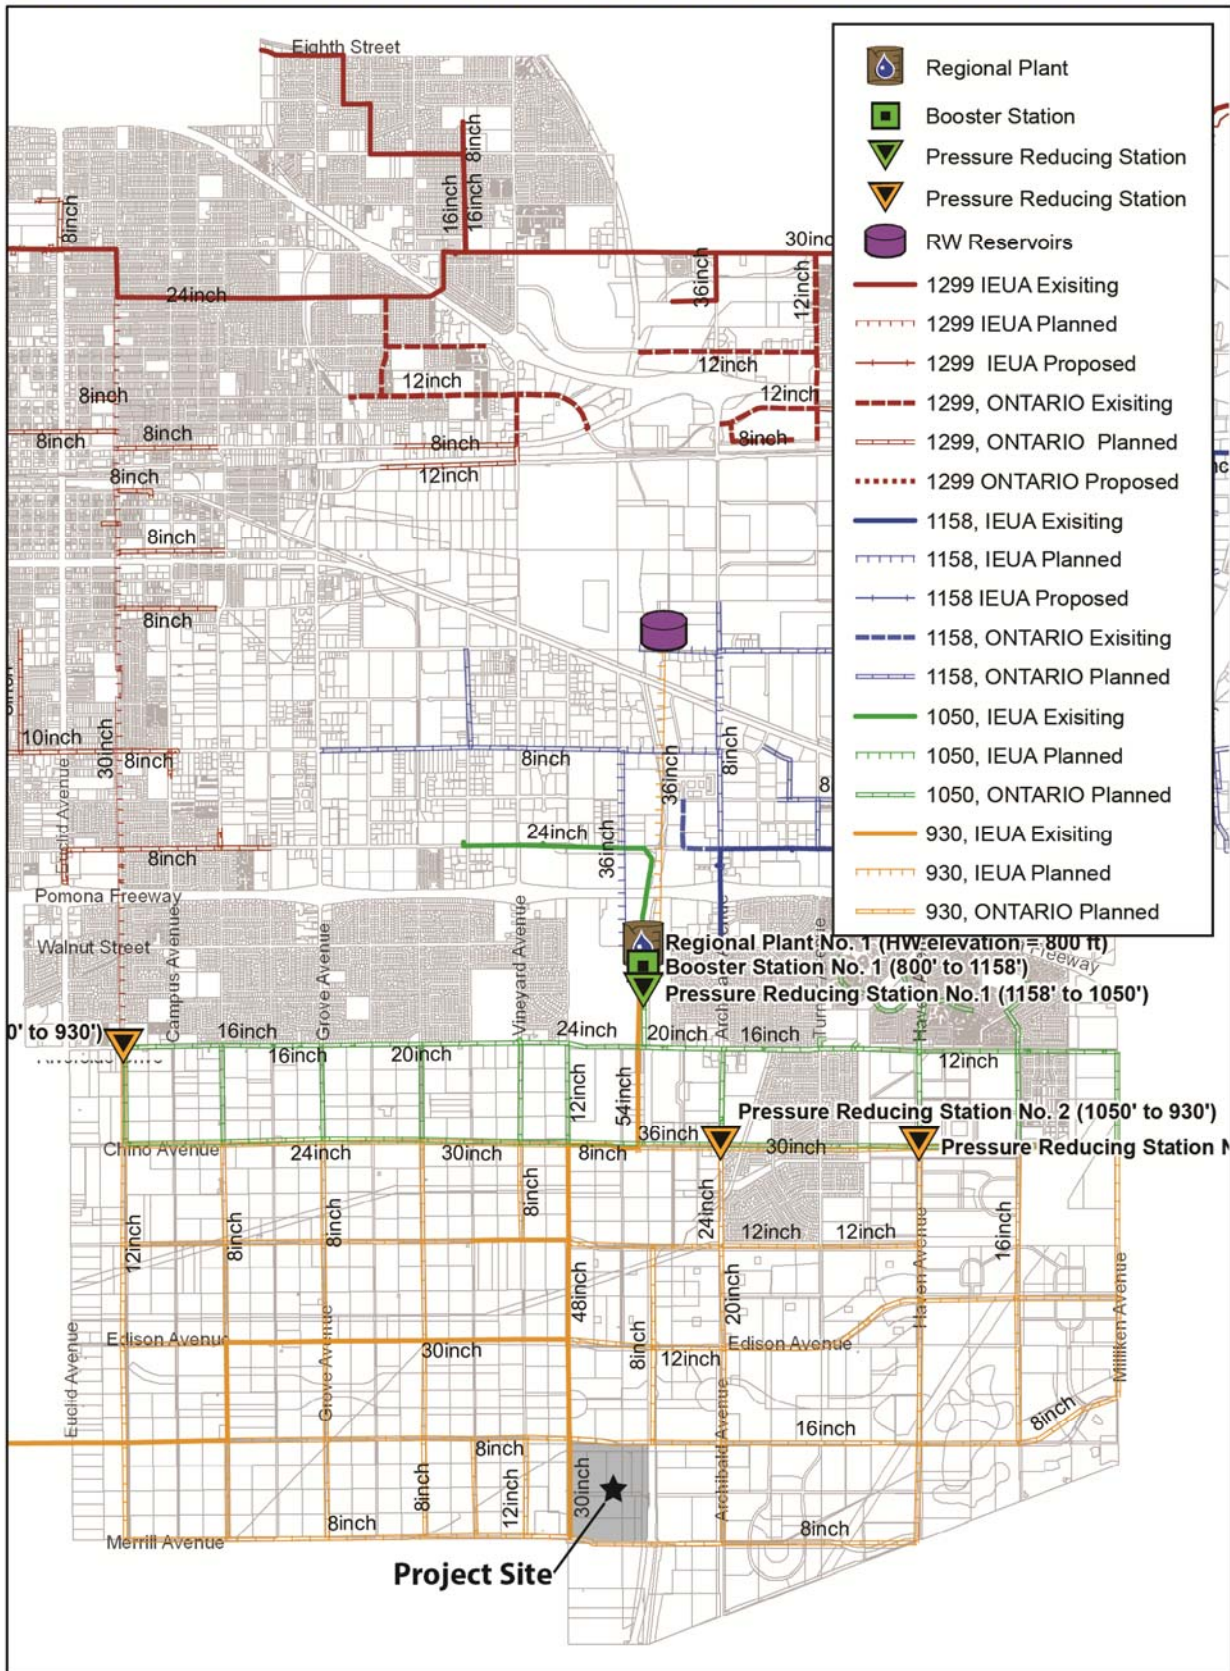 Eighth Street
Regional Plant
Booster Station
Pressure Reducing Station
Pressure Reducing Station
RW Reservoirs
1299 IEUA Exisiting
1299 IEUA Planned
1299 IEUA Proposed
1299, ONTARIO Exisiting
1299, ONTARIO Planned
1299 ONTARIO Proposed
1158, IEUA Exisiting
1158, IEUA Planned
1158 IEUA Proposed
1158, ONTARIO Exisiting
1158, ONTARIO Planned
1050, IEUA Exisiting
1050, IEUA Planned
1050, ONTARIO Planned
930, IEUA Exisiting
930, IEUA Planned
930, ONTARIO Planned
8inch
16inch
16inch
8inch
30inc
24inch
36inch
12inch
12inch
12inch
12inch
8inch
8inch
8inch
8inch
8inch
12inch
8inch
8inch
8inch
10inch
30inch
8inch
8inch
8inch
36inch
8
Euclid Avenue
24inch
36inch
8inch
Pomona Freeway
Walnut Street
Campus Avenue
Grove Avenue
Vineyard Avenue
Freeway
Regional Plant No. 1 (HW elevation = 800 ft)
Booster Station No. 1 (800' to 1158')
Pressure Reducing Station No.1 (1158' to 1050')
0' to 930')
16inch
24inch
20inch
16inch
16inch
20inch
12inch
12inch
54inch
Pressure Reducing Station No. 2 (1050' to 930')
36inch
30inch
Pressure Reducing Station N
Chino Avenue
24inch
30inch
8inch
12inch
8inch
8inch
8inch
24inch
12inch
12inch
16inch
48inch
20inch
Haven Avenue
Milliken Avenue
Edison Avenue
30inch
8inch
12inch
Edison Avenue
Euclid Avenue
Grove Avenue
Archibald Avenue
16inch
8inch
8inch
8inch
12inch
30inch
8inch
8inch
Merrill Avenue
Project Site